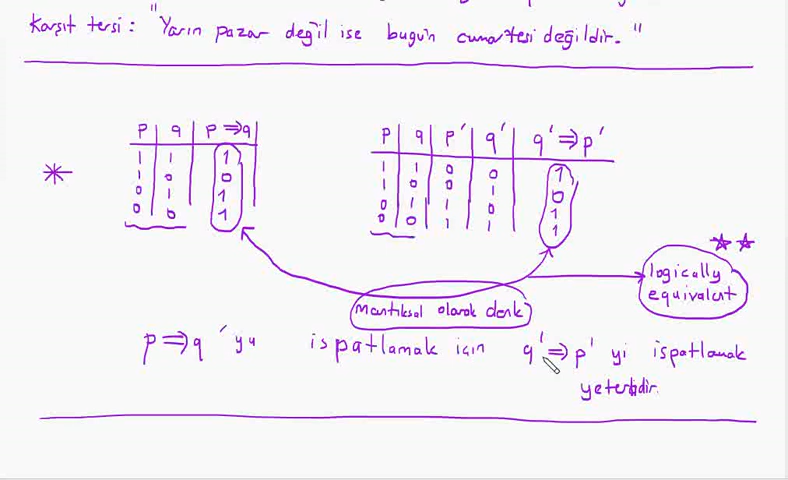 Karşıt tersi: "Yarın pazar değil ise bugün cumartesi değildir."
p | q | p ⇒ q
1 | 1 | 1
1 | 0 | 0
0 | 1 | 1
0 | 0 | 1
p | q | p' | q' | q' ⇒ p'
1 | 1 | 0 | 0 | 1
1 | 0 | 0 | 1 | 0
0 | 1 | 1 | 0 | 1
0 | 0 | 1 | 1 | 1
logically
equivalent
Mantıksal olarak denk
p ⇒ q 'yu ispatlamak için q' ⇒ p' yi ispatlamak
yeterlidir.